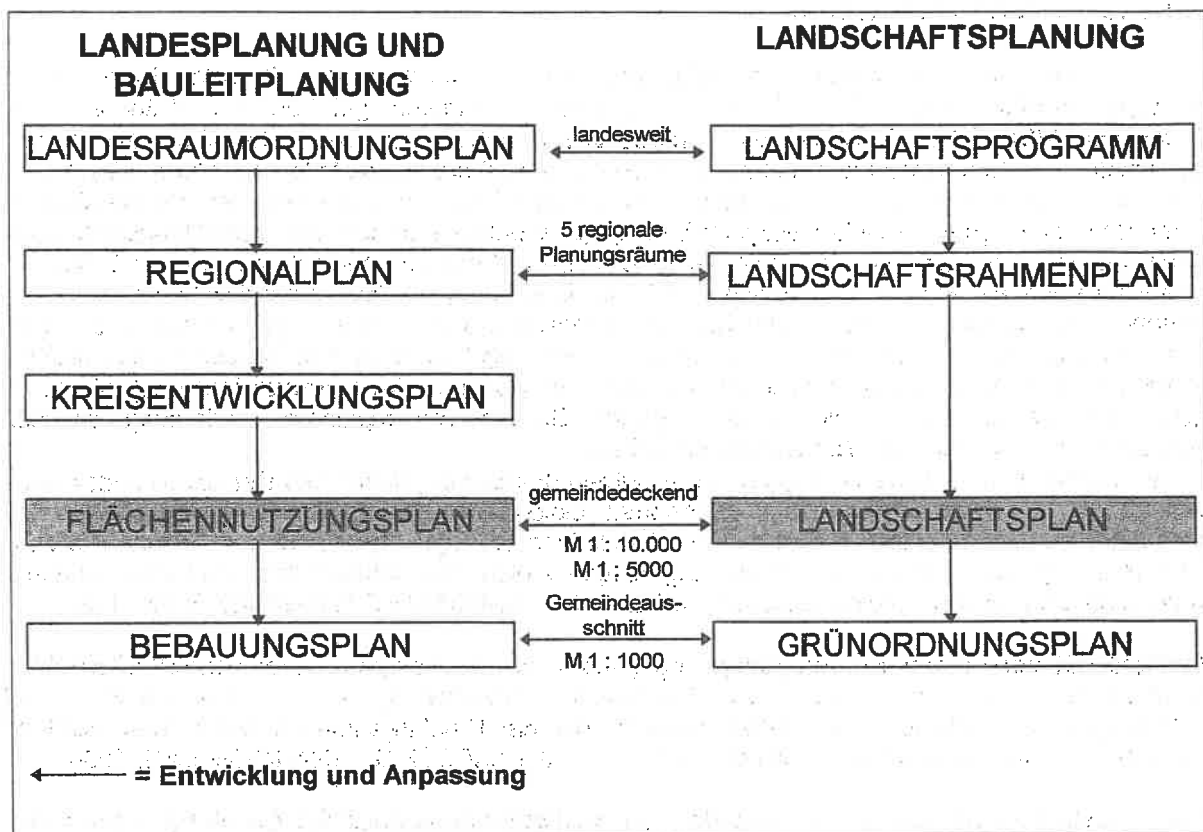 LANDESPLANUNG UND
BAULEITPLANUNG
LANDSCHAFTSPLANUNG
LANDESRAUMORDNUNGSPLAN
landesweit
LANDSCHAFTSPROGRAMM
5 regionale
Planungsräume
REGIONALPLAN
LANDSCHAFTSRAHMENPLAN
KREISENTWICKLUNGSPLAN
gemeindedeckend
FLÄCHENNUTZUNGSPLAN
LANDSCHAFTSPLAN
M 1 : 10.000
M 1 : 5000
Gemeindeaus-
schnitt
BEBAUUNGSPLAN
GRÜNORDNUNGSPLAN
M 1 : 1000
= Entwicklung und Anpassung